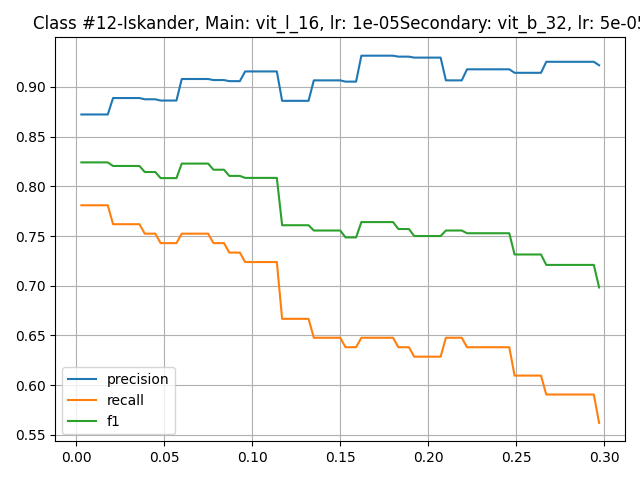 Class #12-Iskander, Main: vit_l_16, lr: 1e-05Secondary: vit_b_32, lr: 5e-05
0.90
0.85
0.80
0.75
0.70
0.65
0.60
0.55
precision
recall
f1
0.00 0.05 0.10 0.15 0.20 0.25 0.30